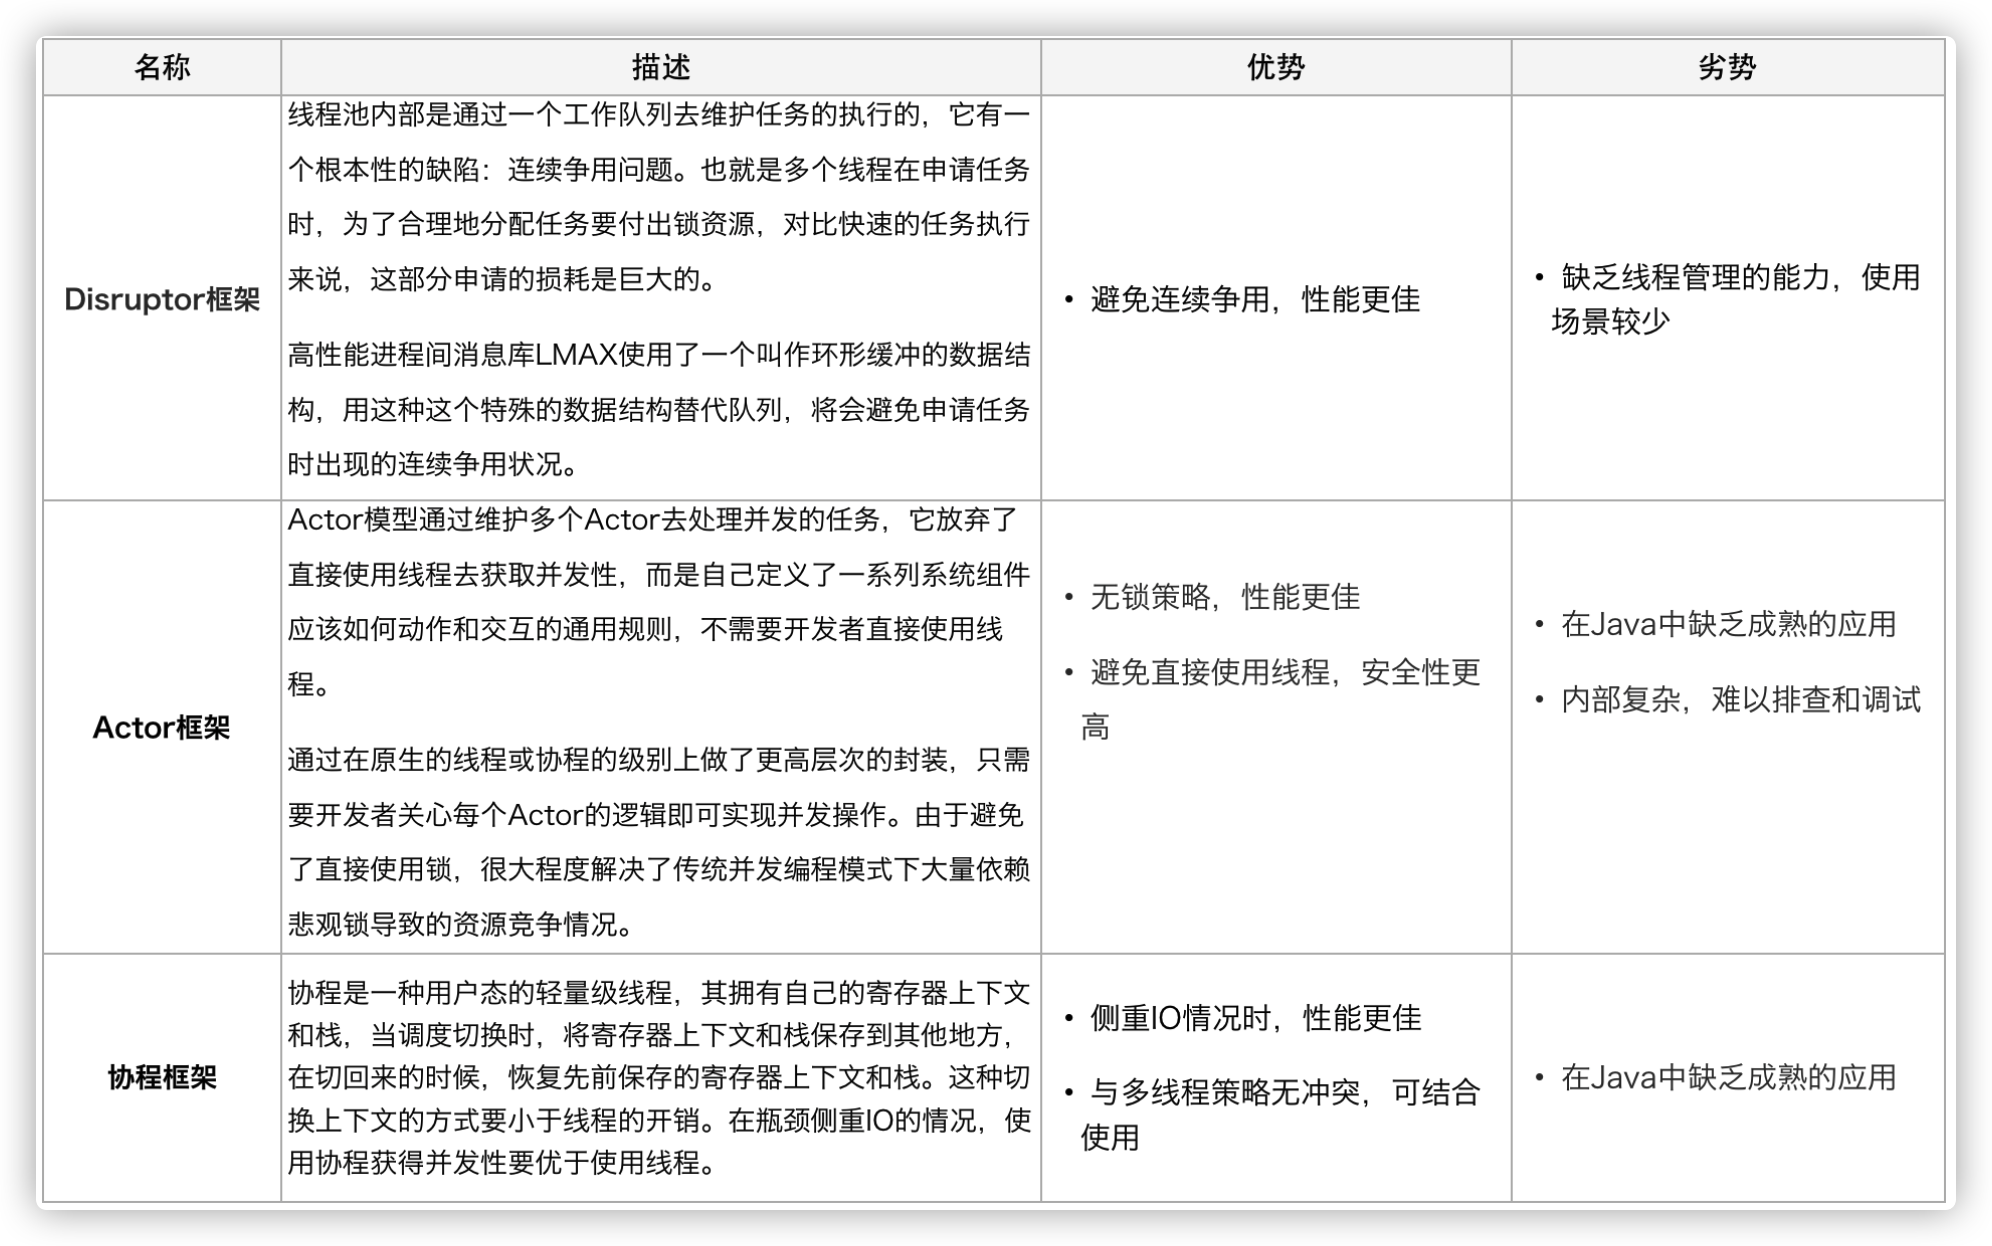 名称
描述
优势
劣势
Disruptor框架
线程池内部是通过一个工作队列去维护任务的执行的，它有一
个根本性的缺陷：连续争用问题。也就是多个线程在申请任务
时，为了合理地分配任务要付出锁资源，对比快速的任务执行
来说，这部分申请的损耗是巨大的。
高性能进程间消息库LMAX使用了一个叫作环形缓冲的数据结
构，用这种这个特殊的数据结构替代队列，将会避免申请任务
时出现的连续争用状况。
• 避免连续争用，性能更佳
• 缺乏线程管理的能力，使用
场景较少
Actor框架
Actor模型通过维护多个Actor去处理并发的任务，它放弃了
直接使用线程去获取并发性，而是自己定义了一系列系统组件
应该如何动作和交互的通用规则，不需要开发者直接使用线
程。
通过在原生的线程或协程的级别上做了更高层次的封装，只需
要开发者关心每个Actor的逻辑即可实现并发操作。由于避免
了直接使用锁，很大程度解决了传统并发编程模式下大量依赖
悲观锁导致的资源竞争情况。
• 无锁策略，性能更佳
• 避免直接使用线程，安全性更
高
• 在Java中缺乏成熟的应用
• 内部复杂，难以排查和调试
协程框架
协程是一种用户态的轻量级线程，其拥有自己的寄存器上下文
和栈，当调度切换时，将寄存器上下文和栈保存到其他地方，
在切回来的时候，恢复先前保存的寄存器上下文和栈。这种切
换上下文的方式要小于线程的开销。在瓶颈侧重IO的情况，使
用协程获得并发性要优于使用线程。
• 侧重IO情况时，性能更佳
• 与多线程策略无冲突，可结合
使用
• 在Java中缺乏成熟的应用